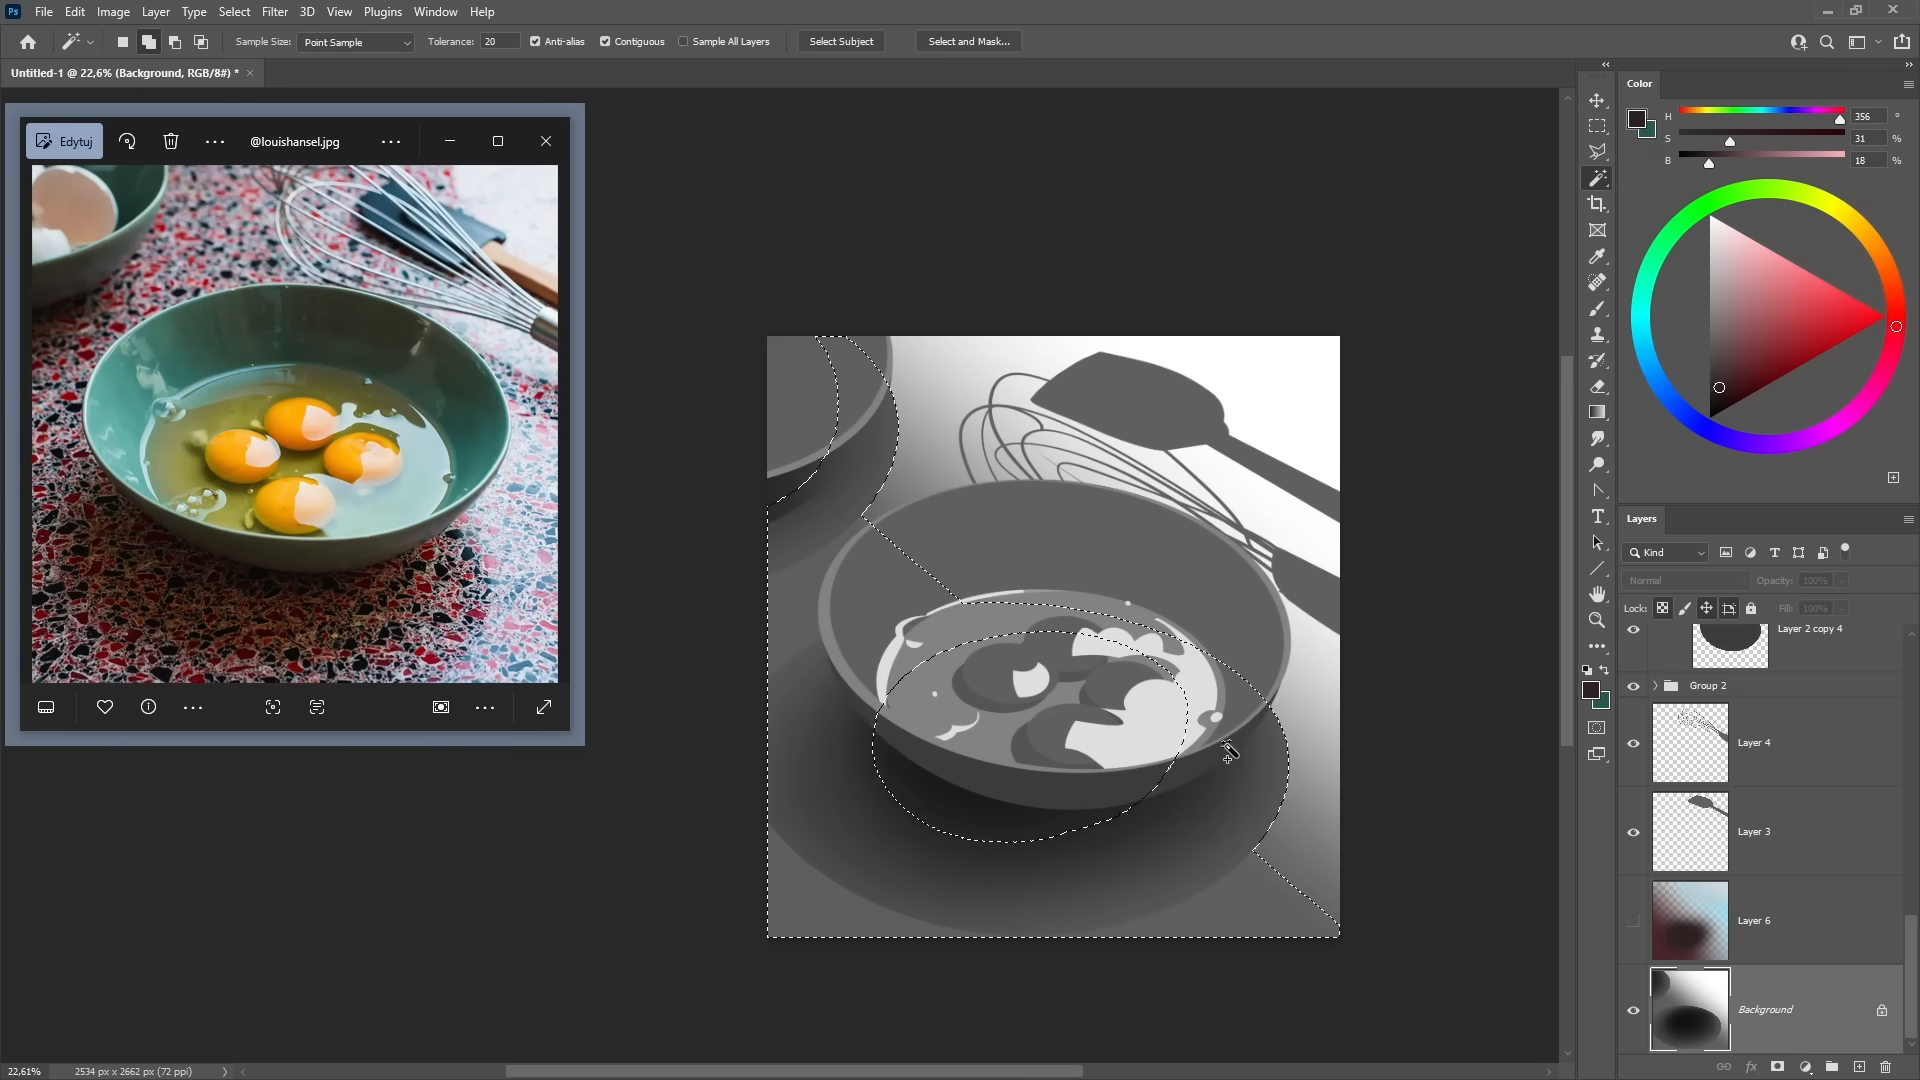 Ps File Edit Image Layer Type Select Filter 3D View Plugins Window Help
Sample Size: Point Sample Tolerance: 20 Anti-alias Contiguous Sample All Layers Select Subject Select and Mask...
Untitled-1 @ 22,6% (Background, RGB/8#) * ×
Edytuj @louishansel.jpg
Color
H 356 °
S 31 %
B 18 %
Layers
Kind
Normal Opacity: 100%
Lock: Fill: 100%
Layer 2 copy 4
Group 2
Layer 4
Layer 3
Layer 6
Background
22,61% 2534 px x 2662 px (72 ppi)